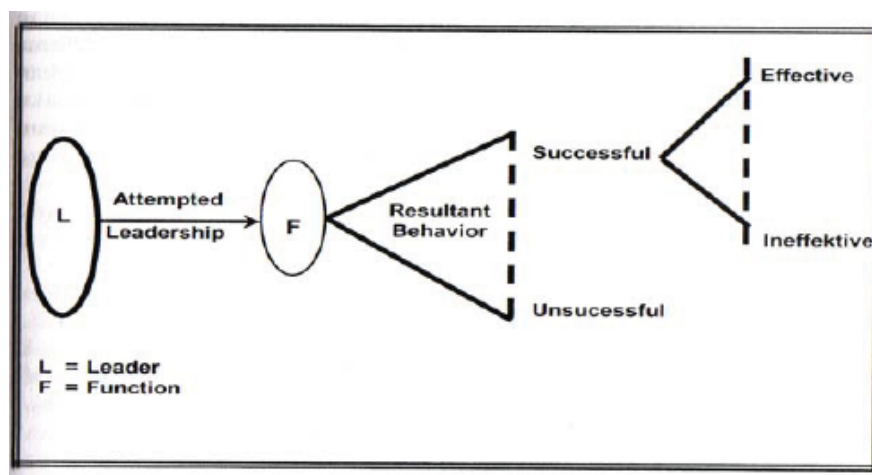 Effective
Successful
Attempted
Leadership
L
F
Resultant
Behavior
Ineffektive
Unsucessful
L = Leader
F = Function